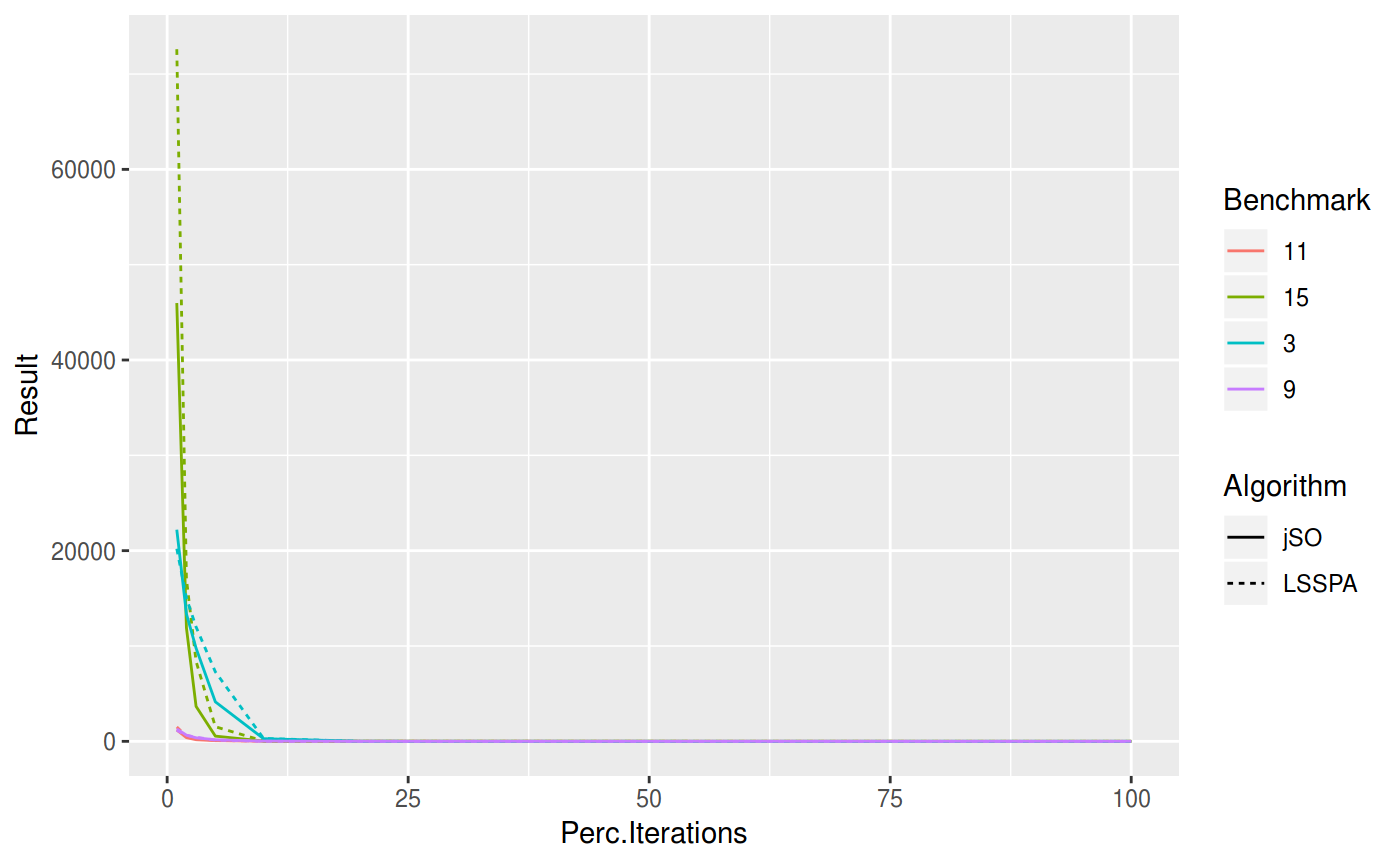 60000
40000
20000
0
Result
0 25 50 75 100
Perc.Iterations
Benchmark
11
15
3
9
Algorithm
jSO
LSSPA